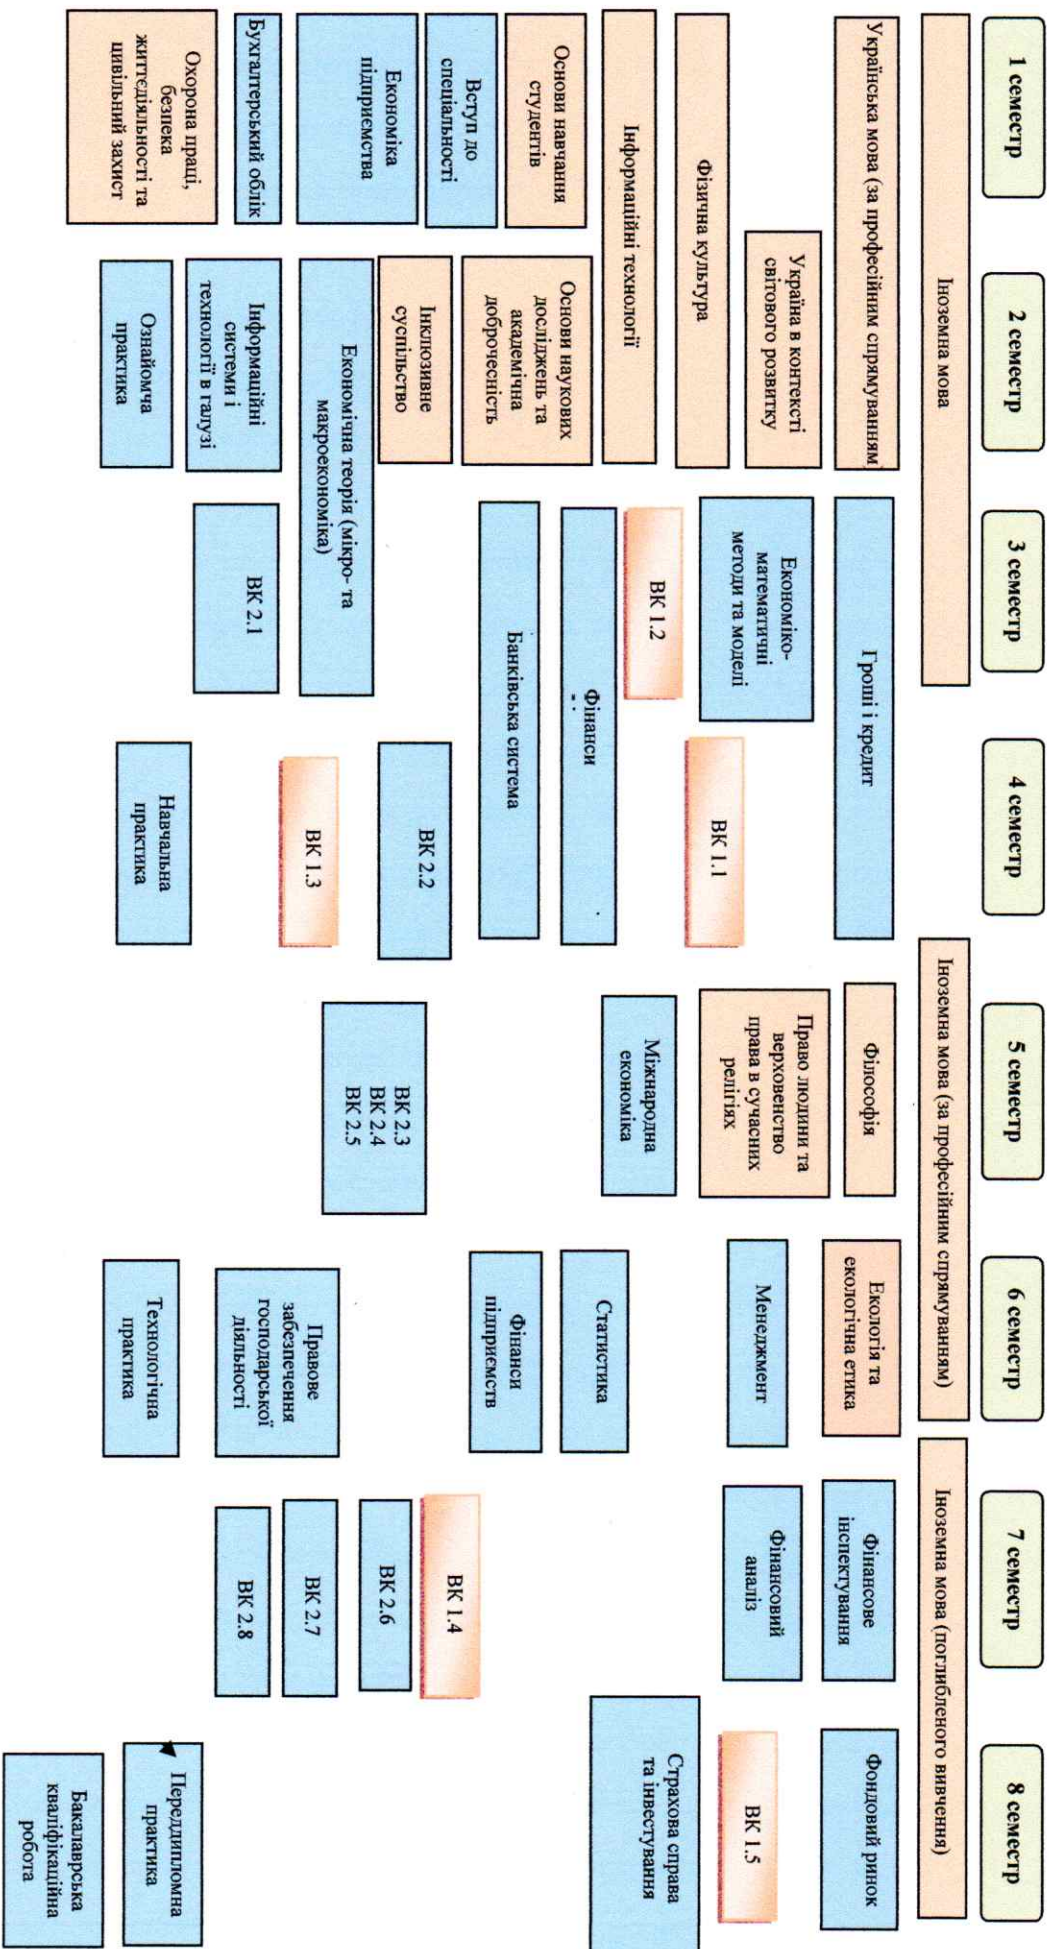 1 семестр
2 семестр
3 семестр
4 семестр
5 семестр
6 семестр
7 семестр
8 семестр
Іноземна мова
Іноземна мова (за професійним спрямуванням)
Іноземна мова (поглибленого вивчення)
Українська мова (за професійним спрямуванням)
Гроші і кредит
Філософія
Екологія та
екологічна етика
Фінансове
інспектування
Фондовий ринок
Україна в контексті
світового розвитку
Економіко-
математичні
методи та моделі
ВК 1.1
Право людини та
верховенство
права в сучасних
релігіях
Менеджмент
Фінансовий
аналіз
ВК 1.5
Фізична культура
Інформаційні технології
ВК 1.2
Міжнародна
економіка
Страхова справа
та інвестування
Основи навчання
студентів
Основи наукових
досліджень та
академічна
доброчесність
Фінанси
Статистика
Вступ до
спеціальності
Банківська система
Фінанси
підприємств
ВК 1.4
Економіка
підприємства
Інклюзивне
суспільство
ВК 2.2
ВК 2.3
ВК 2.4
ВК 2.5
ВК 2.6
Економічна теорія (мікро- та
макроекономіка)
ВК 1.3
ВК 2.7
Бухгалтерський облік
Інформаційні
системи і
технології в галузі
ВК 2.1
Правове
забезпечення
господарської
діяльності
ВК 2.8
Охорона праці,
безпека
життєдіяльності та
цивільний захист
Ознайомча
практика
Навчальна
практика
Технологічна
практика
Переддипломна
практика
Бакалаврська
кваліфікаційна
робота